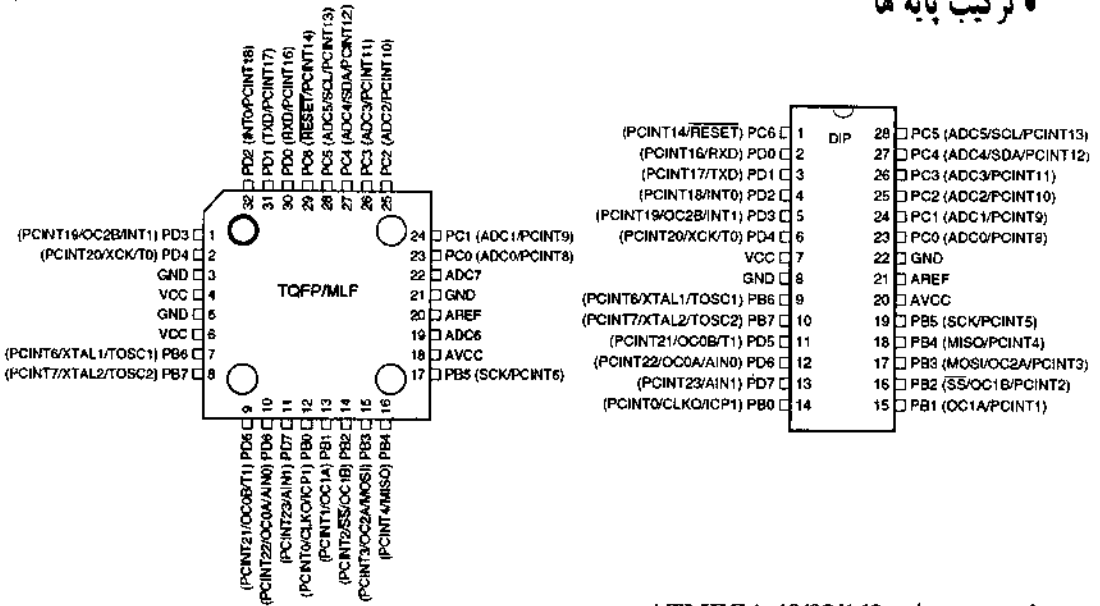 • ترکیب پایه ها
PD2 (INT0/PCINT18)
PD1 (TXD/PCINT17)
PD0 (RXD/PCINT16)
PC6 (RESET/PCINT14)
PC5 (ADC5/SCL/PCINT13)
PC4 (ADC4/SDA/PCINT12)
PC3 (ADC3/PCINT11)
PC2 (ADC2/PCINT10)
32 31 30 29 28 27 26 25
(PCINT19/OC2B/INT1) PD3 1
(PCINT20/XCK/T0) PD4 2
GND 3
VCC 4
GND 5
VCC 6
(PCINT6/XTAL1/TOSC1) PB6 7
(PCINT7/XTAL2/TOSC2) PB7 8
TQFP/MLF
24 PC1 (ADC1/PCINT9)
23 PC0 (ADC0/PCINT8)
22 ADC7
21 GND
20 AREF
19 ADC6
18 AVCC
17 PB5 (SCK/PCINT5)
9 10 11 12 13 14 15 16
(PCINT21/OC0B/T1) PD5
(PCINT22/OC0A/AIN0) PD6
(PCINT23/AIN1) PD7
(PCINT0/CLKO/ICP1) PB0
(PCINT1/OC1A) PB1
(PCINT2/SS/OC1B) PB2
(PCINT3/OC2A/MOSI) PB3
(PCINT4/MISO) PB4
DIP
(PCINT14/RESET) PC6 1 28 PC5 (ADC5/SCL/PCINT13)
(PCINT16/RXD) PD0 2 27 PC4 (ADC4/SDA/PCINT12)
(PCINT17/TXD) PD1 3 26 PC3 (ADC3/PCINT11)
(PCINT18/INT0) PD2 4 25 PC2 (ADC2/PCINT10)
(PCINT19/OC2B/INT1) PD3 5 24 PC1 (ADC1/PCINT9)
(PCINT20/XCK/T0) PD4 6 23 PC0 (ADC0/PCINT8)
VCC 7 22 GND
GND 8 21 AREF
(PCINT6/XTAL1/TOSC1) PB6 9 20 AVCC
(PCINT7/XTAL2/TOSC2) PB7 10 19 PB5 (SCK/PCINT5)
(PCINT21/OC0B/T1) PD5 11 18 PB4 (MISO/PCINT4)
(PCINT22/OC0A/AIN0) PD6 12 17 PB3 (MOSI/OC2A/PCINT3)
(PCINT23/AIN1) PD7 13 16 PB2 (SS/OC1B/PCINT2)
(PCINT0/CLKO/ICP1) PB0 14 15 PB1 (OC1A/PCINT1)